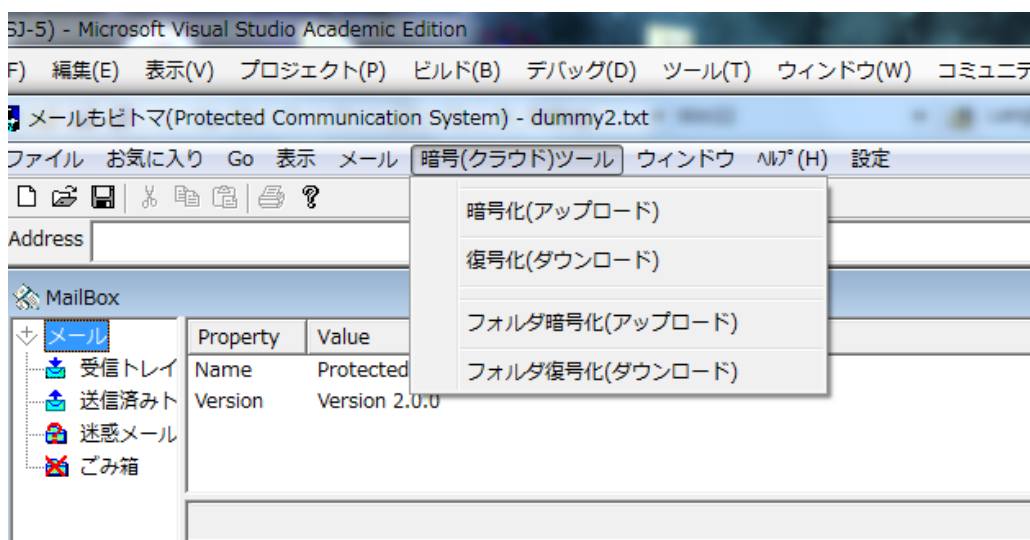 SJ-5) - Microsoft Visual Studio Academic Edition
F) 編集(E) 表示(V) プロジェクト(P) ビルド(B) デバッグ(D) ツール(T) ウィンドウ(W) コミュニテ
メールもビトマ(Protected Communication System) - dummy2.txt
ファイル お気に入り Go 表示 メール 暗号(クラウド)ツール ウィンドウ ﾍﾙﾌﾟ(H) 設定
暗号化(アップロード)
Address
復号化(ダウンロード)
MailBox
フォルダ暗号化(アップロード)
メール Property Value
フォルダ復号化(ダウンロード)
受信トレイ Name Protected
送信済みト Version Version 2.0.0
迷惑メール
ごみ箱